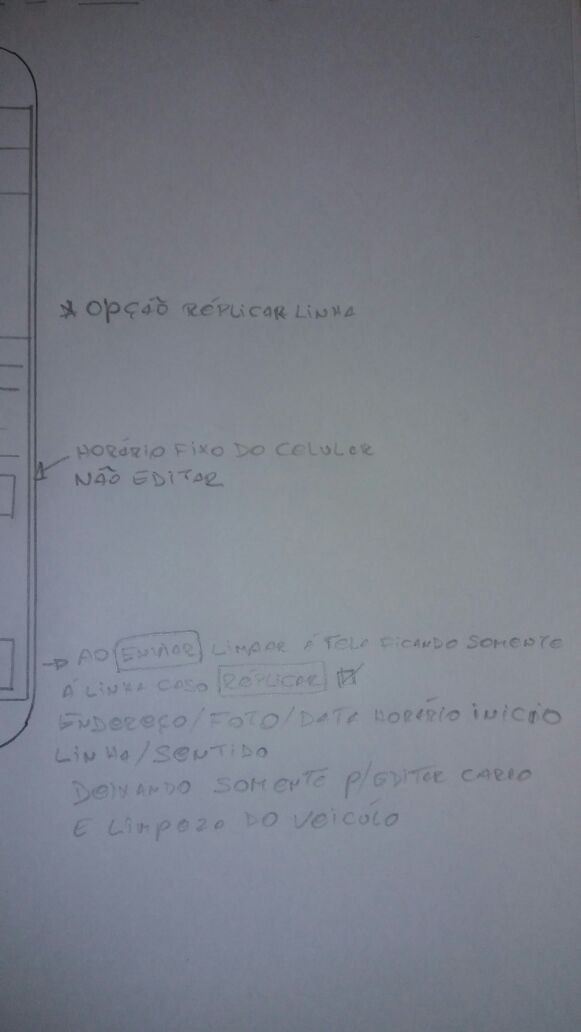 * OPÇÃO RÉPLICAR LINHA
HORÁRIO FIXO DO CELULAR
NÃO EDITAR
AO ENVIAR LIMPAR Á TELA FICANDO SOMENTE
Á LINHA CASO RÉPLICAR ☑
ENDEREÇO/FOTO/DATA HORÁRIO INICIO
LINHA/SENTIDO
DEIXANDO SOMENTE P/EDITAR CARRO
E LIMPEZA DO VEICÚLO